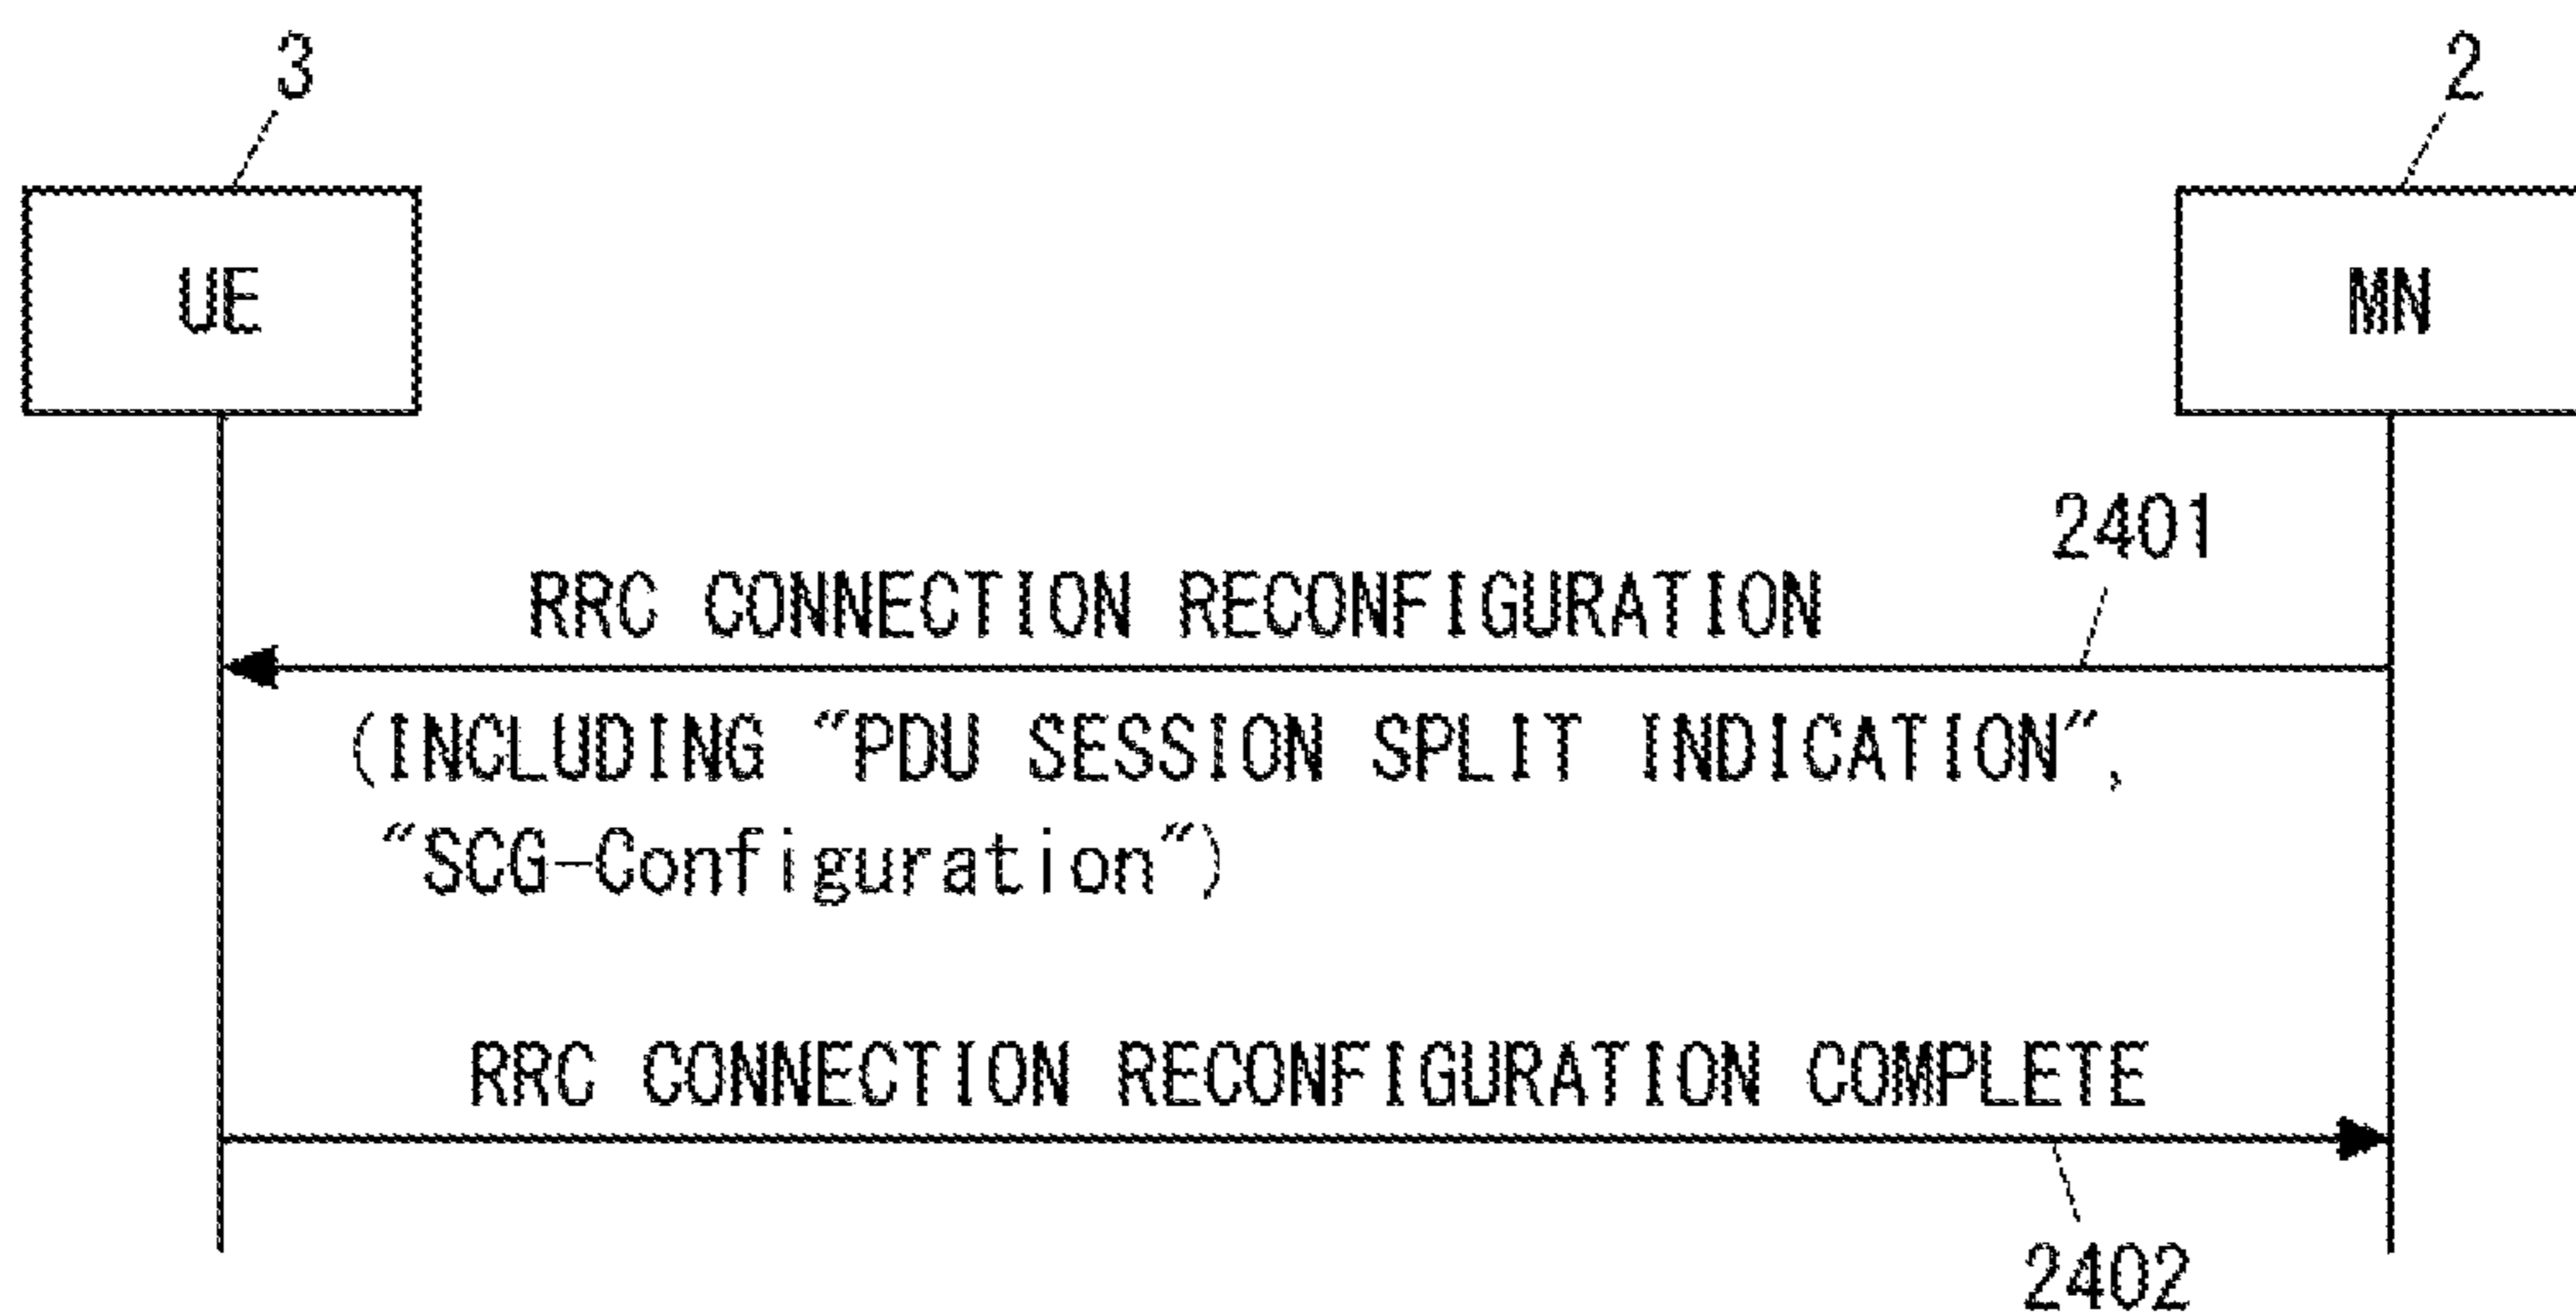 3
2
UE
MN
2401
RRC CONNECTION RECONFIGURATION
(INCLUDING "PDU SESSION SPLIT INDICATION",
"SCG-Configuration")
RRC CONNECTION RECONFIGURATION COMPLETE
2402